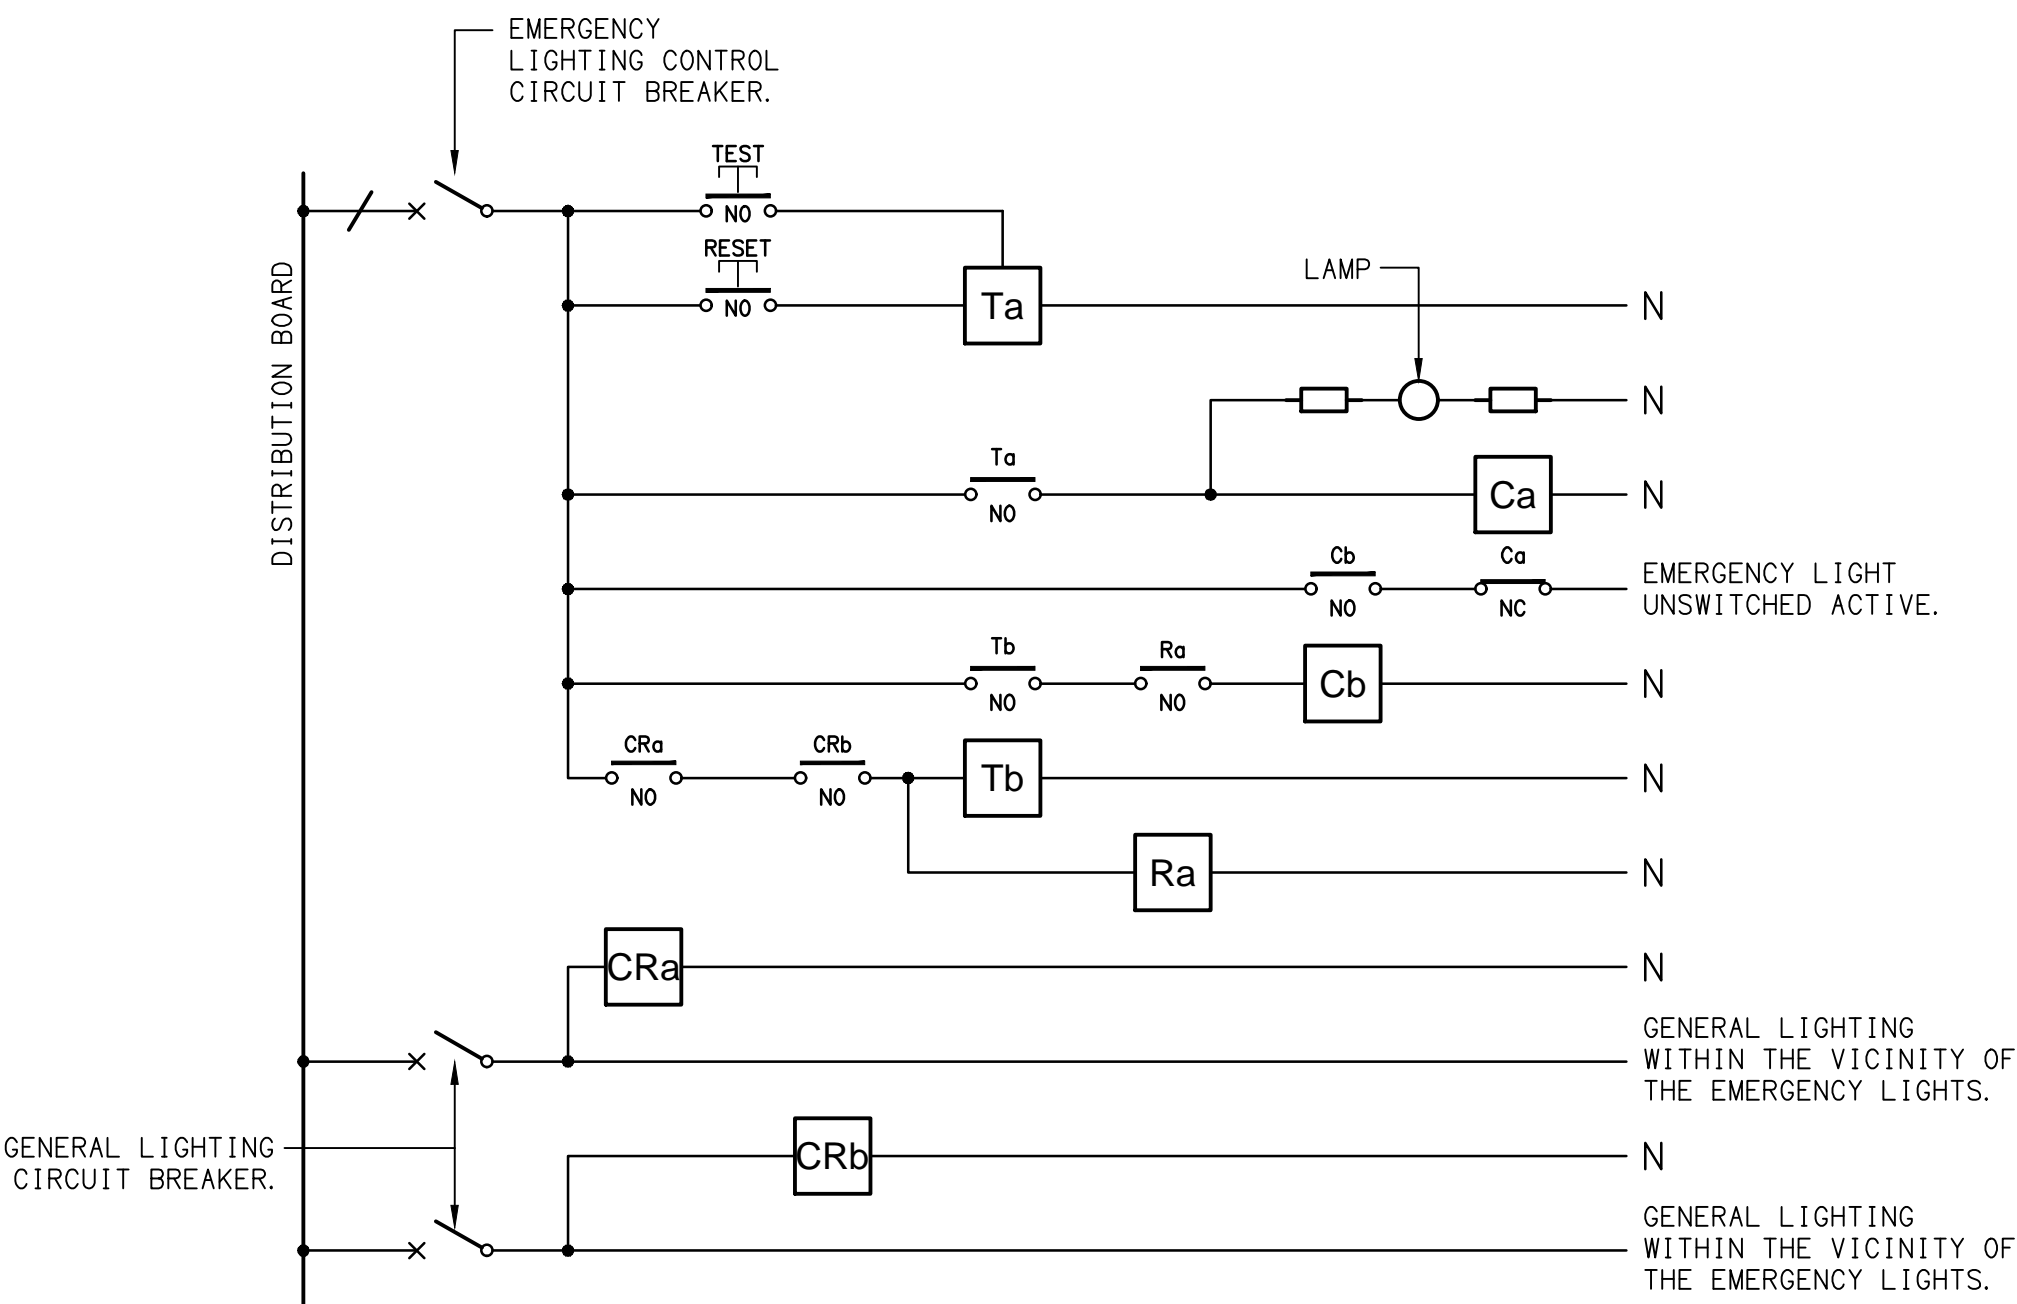 EMERGENCY
LIGHTING CONTROL
CIRCUIT BREAKER.
TEST
NO
RESET
NO
Ta
N
LAMP
N
DISTRIBUTION BOARD
Ta
NO
Ca
N
Cb
NO
Ca
NC
EMERGENCY LIGHT
UNSWITCHED ACTIVE.
Tb
NO
Ra
NO
Cb
N
CRa
NO
CRb
NO
Tb
N
Ra
N
CRa
N
GENERAL LIGHTING
WITHIN THE VICINITY OF
THE EMERGENCY LIGHTS.
GENERAL LIGHTING
CIRCUIT BREAKER.
CRb
N
GENERAL LIGHTING
WITHIN THE VICINITY OF
THE EMERGENCY LIGHTS.